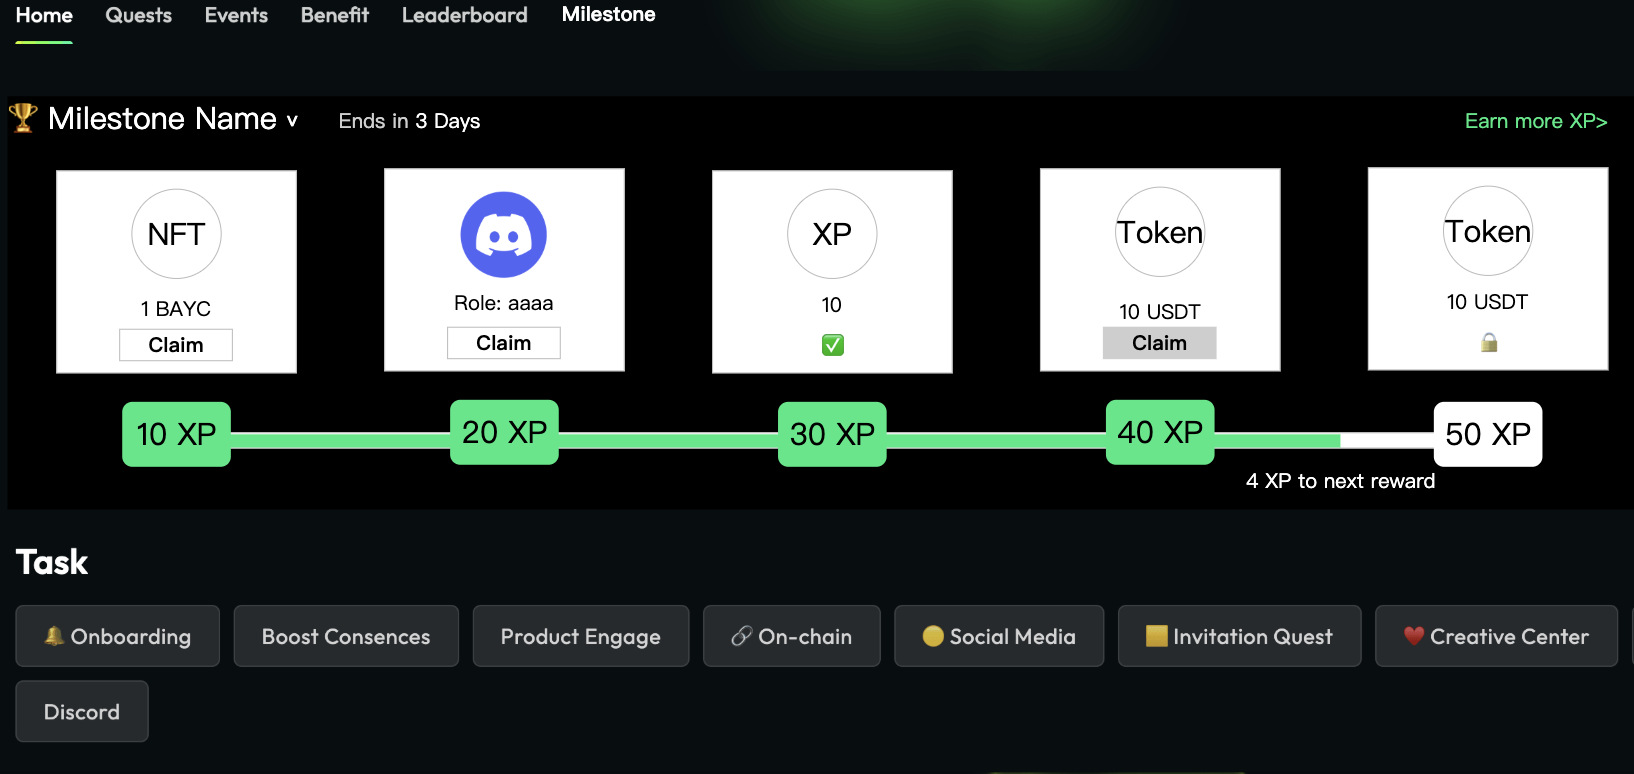 Home Quests Events Benefit Leaderboard Milestone
🏆 Milestone Name v Ends in 3 Days Earn more XP>
NFT
1 BAYC
Claim
Role: aaaa
Claim
XP
10
✅
Token
10 USDT
Claim
Token
10 USDT
🔒
10 XP 20 XP 30 XP 40 XP 50 XP
4 XP to next reward
Task
🔔 Onboarding Boost Consences Product Engage 🔗 On-chain 🟡 Social Media 🟨 Invitation Quest ♥️ Creative Center
Discord